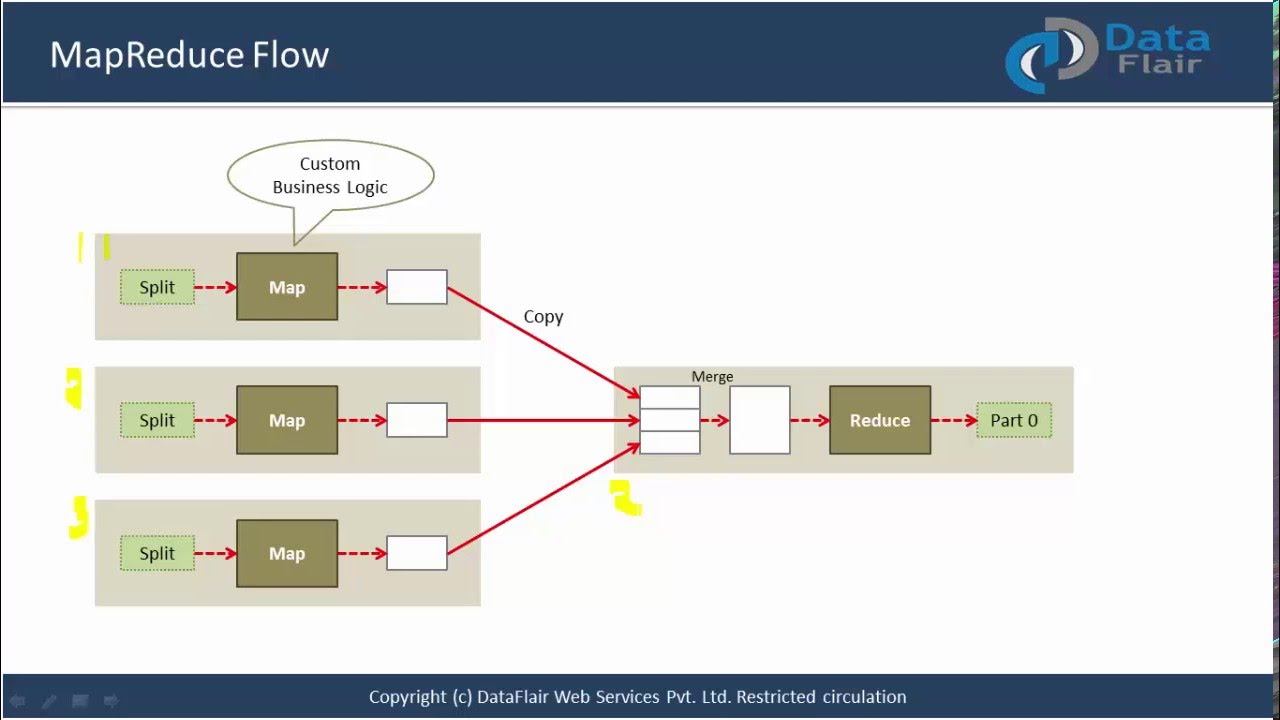 MapReduce Flow
Data
Flair
Custom
Business Logic
Split
Map
Copy
Split
Map
Merge
Reduce
Part 0
Split
Map
Copyright (c) DataFlair Web Services Pvt. Ltd. Restricted circulation